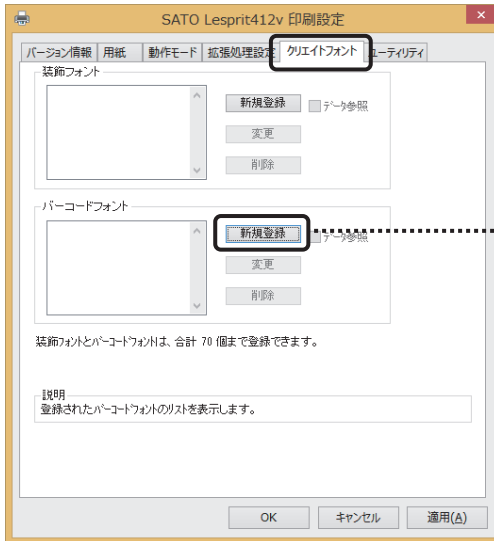 SATO Lesprit412v 印刷設定
×
バージョン情報 用紙 動作モード 拡張処理設定 クリエイトフォント ユーティリティ
装飾フォント
新規登録 データ参照
変更
削除
バーコードフォント
新規登録 データ参照
変更
削除
装飾フォントとバーコードフォントは、合計 70 個まで登録できます。
説明
登録されたバーコードフォントのリストを表示します。
OK キャンセル 適用(A)